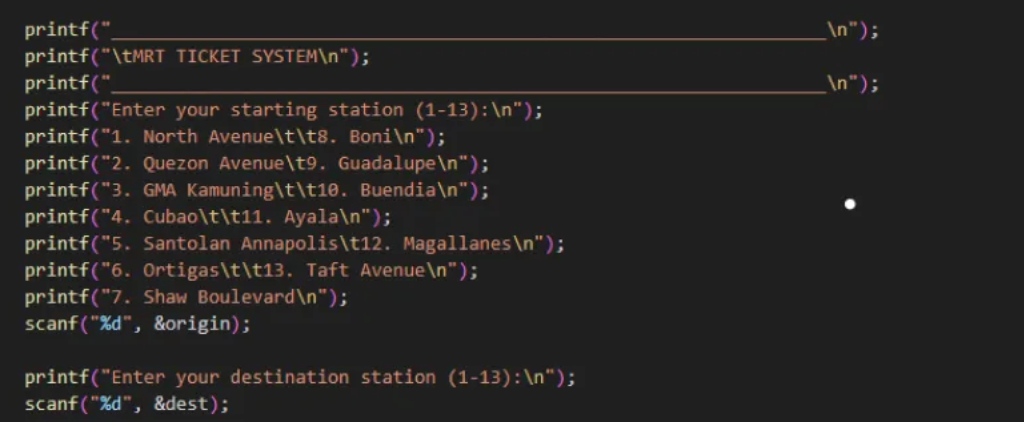 printf("__________________________________________________________________\n");
printf("\tMRT TICKET SYSTEM\n");
printf("__________________________________________________________________\n");
printf("Enter your starting station (1-13):\n");
printf("1. North Avenue\t\t8. Boni\n");
printf("2. Quezon Avenue\t9. Guadalupe\n");
printf("3. GMA Kamuning\t\t10. Buendia\n");
printf("4. Cubao\t\t11. Ayala\n");
printf("5. Santolan Annapolis\t12. Magallanes\n");
printf("6. Ortigas\t\t13. Taft Avenue\n");
printf("7. Shaw Boulevard\n");
scanf("%d", &origin);
printf("Enter your destination station (1-13):\n");
scanf("%d", &dest);